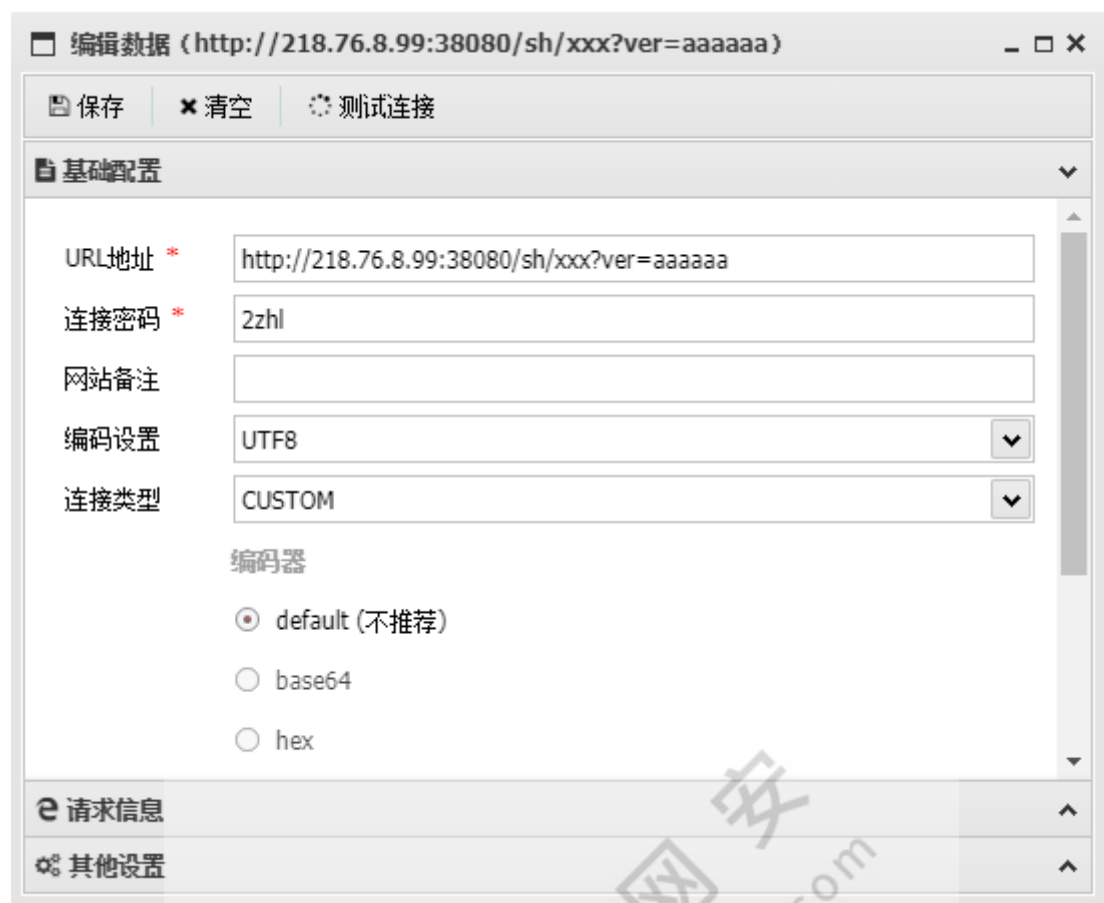 编辑数据 (http://218.76.8.99:38080/sh/xxx?ver=aaaaaa)
保存 清空 测试连接
基础配置
URL地址 * http://218.76.8.99:38080/sh/xxx?ver=aaaaaa
连接密码 * 2zhl
网站备注
编码设置 UTF8
连接类型 CUSTOM
编码器
default (不推荐)
base64
hex
请求信息
其他设置
网安
.com